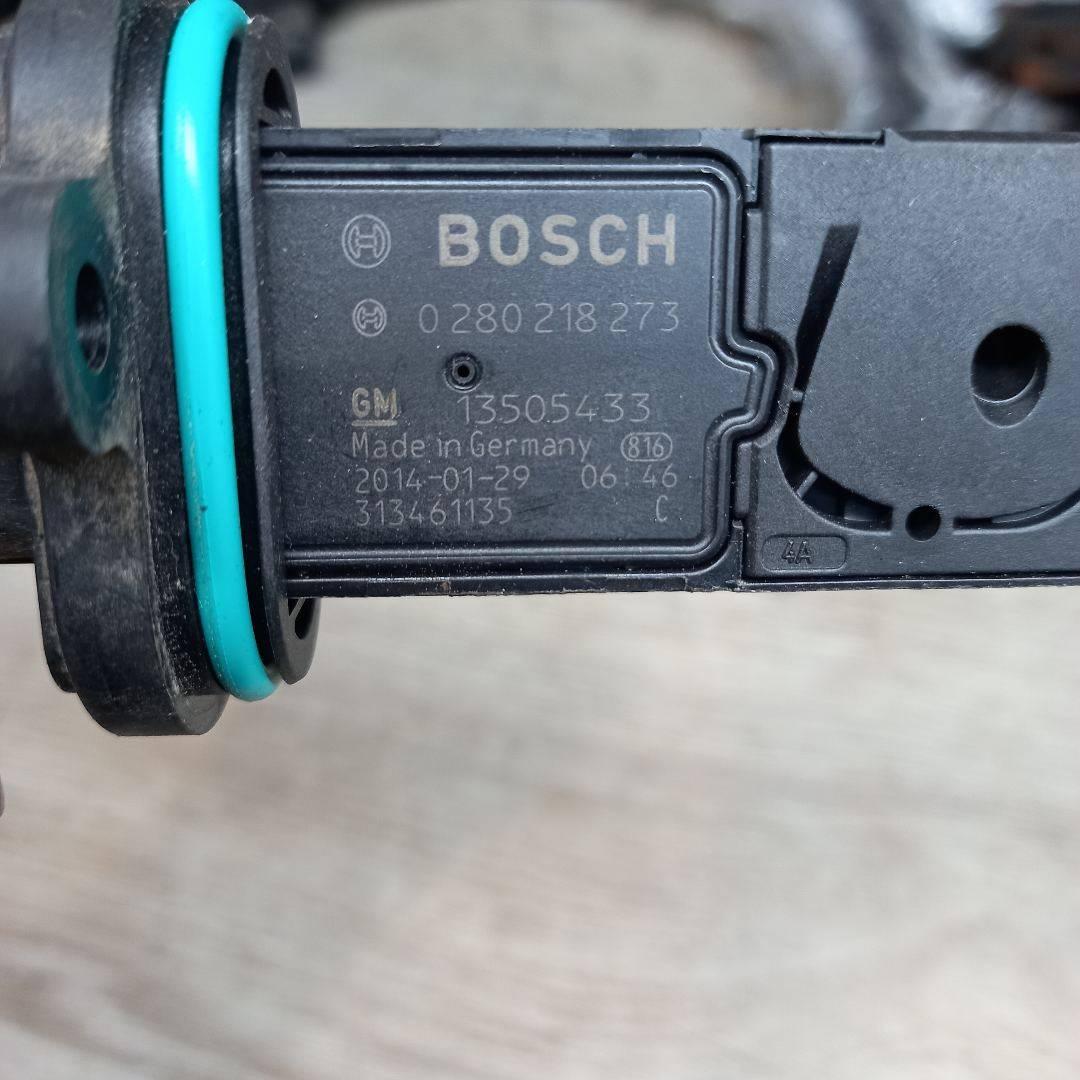 BOSCH
0 280 218 273
GM 13505433
Made in Germany 816
2014-01-29 06:46
313461135 C
4A